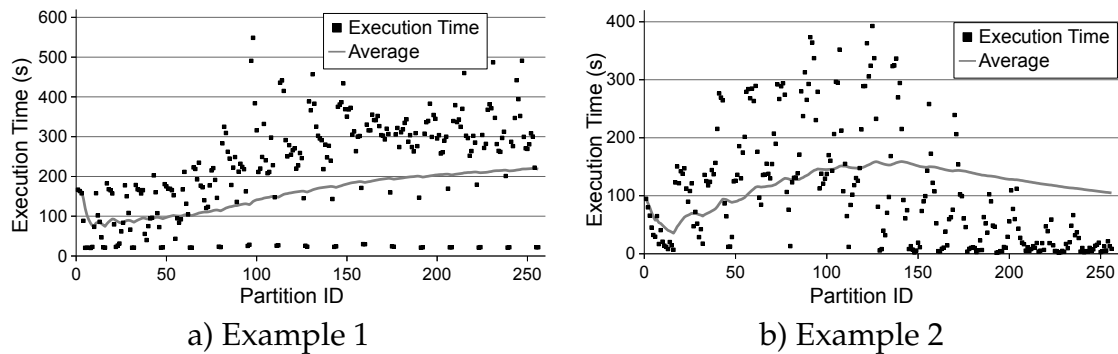 600
500
400
300
200
100
0
Execution Time (s)
Execution Time
Average
0 50 100 150 200 250
Partition ID
a) Example 1
400
300
200
100
0
Execution Time (s)
Execution Time
Average
0 50 100 150 200 250
Partition ID
b) Example 2